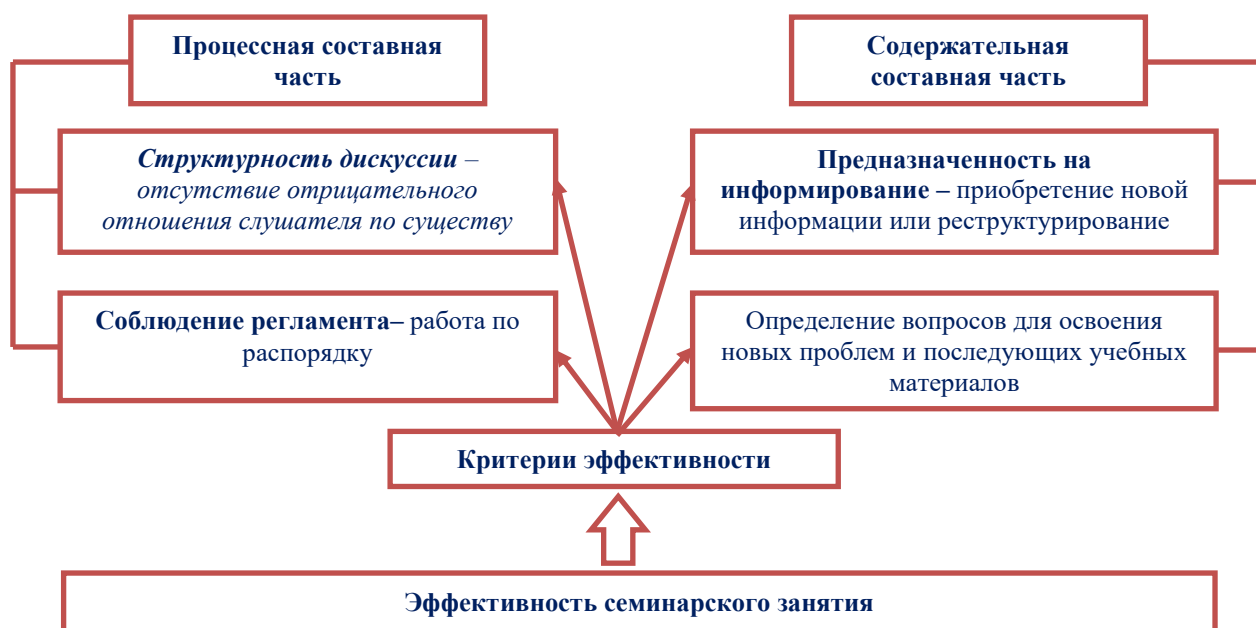 Процессная составная
часть
Содержательная
составная часть
Структурность дискуссии –
отсутствие отрицательного
отношения слушателя по существу
Предназначенность на
информирование – приобретение новой
информации или реструктурирование
Соблюдение регламента– работа по
распорядку
Определение вопросов для освоения
новых проблем и последующих учебных
материалов
Критерии эффективности
Эффективность семинарского занятия